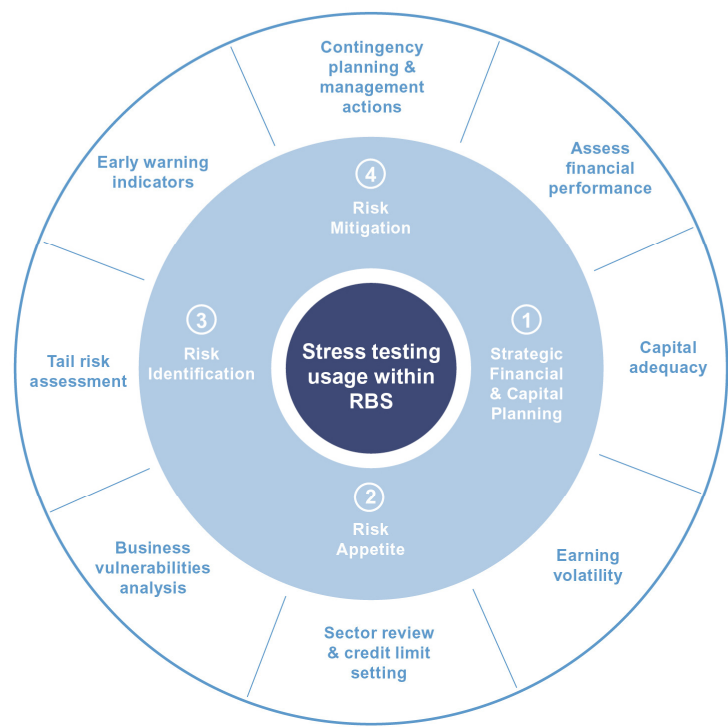 Contingency
planning &
management
actions
Assess
financial
performance
Capital
adequacy
Earning
volatility
Sector review
& credit limit
setting
Business
vulnerabilities
analysis
Tail risk
assessment
Early warning
indicators
4
Risk
Mitigation
1
Strategic
Financial
& Capital
Planning
2
Risk
Appetite
3
Risk
Identification
Stress testing
usage within
RBS